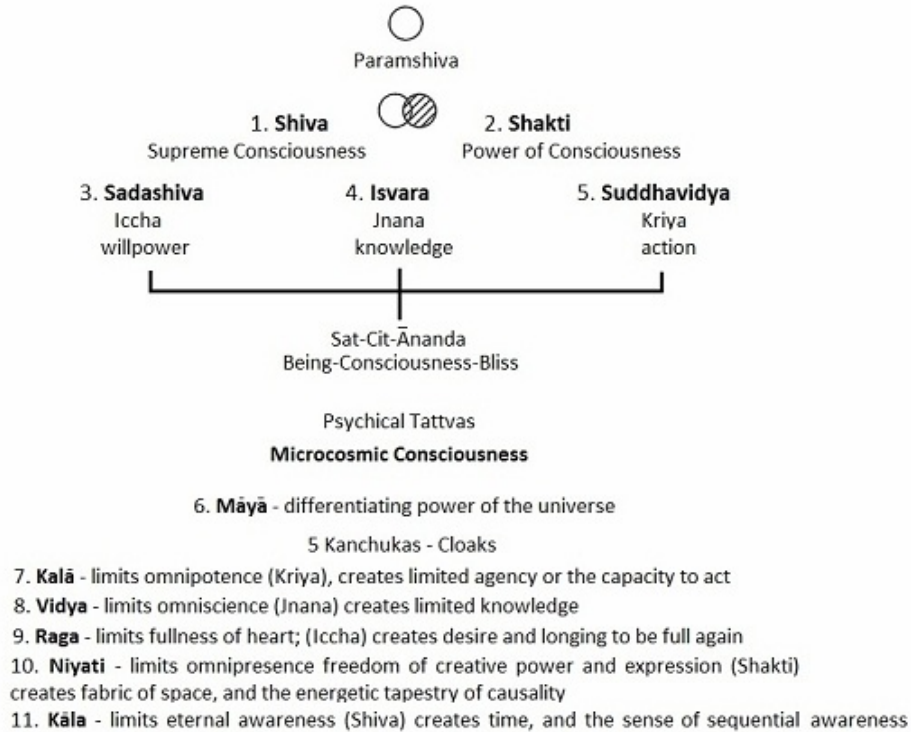 Paramshiva
1. Shiva 2. Shakti
Supreme Consciousness Power of Consciousness
3. Sadashiva 4. Isvara 5. Suddhavidya
Iccha Jnana Kriya
willpower knowledge action
Sat-Cit-Ānanda
Being-Consciousness-Bliss
Psychical Tattvas
Microcosmic Consciousness
6. Māyā - differentiating power of the universe
5 Kanchukas - Cloaks
7. Kalā - limits omnipotence (Kriya), creates limited agency or the capacity to act
8. Vidya - limits omniscience (Jnana) creates limited knowledge
9. Raga - limits fullness of heart; (Iccha) creates desire and longing to be full again
10. Niyati - limits omnipresence freedom of creative power and expression (Shakti)
creates fabric of space, and the energetic tapestry of causality
11. Kāla - limits eternal awareness (Shiva) creates time, and the sense of sequential awareness